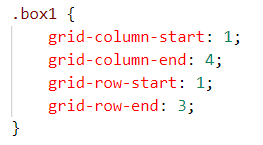 .box1 {
    grid-column-start: 1;
    grid-column-end: 4;
    grid-row-start: 1;
    grid-row-end: 3;
}